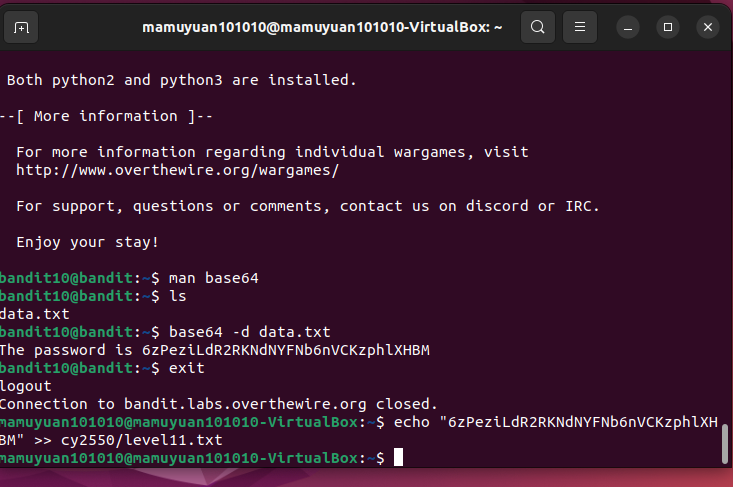 mamuyuan101010@mamuyuan101010-VirtualBox: ~
Both python2 and python3 are installed.
--[ More information ]--
For more information regarding individual wargames, visit
http://www.overthewire.org/wargames/
For support, questions or comments, contact us on discord or IRC.
Enjoy your stay!
bandit10@bandit:~$ man base64
bandit10@bandit:~$ ls
data.txt
bandit10@bandit:~$ base64 -d data.txt
The password is 6zPeziLdR2RKNdNYFNb6nVCKzphlXHBM
bandit10@bandit:~$ exit
logout
Connection to bandit.labs.overthewire.org closed.
mamuyuan101010@mamuyuan101010-VirtualBox:~$ echo "6zPeziLdR2RKNdNYFNb6nVCKzphlXH
BM" >> cy2550/level11.txt
mamuyuan101010@mamuyuan101010-VirtualBox:~$